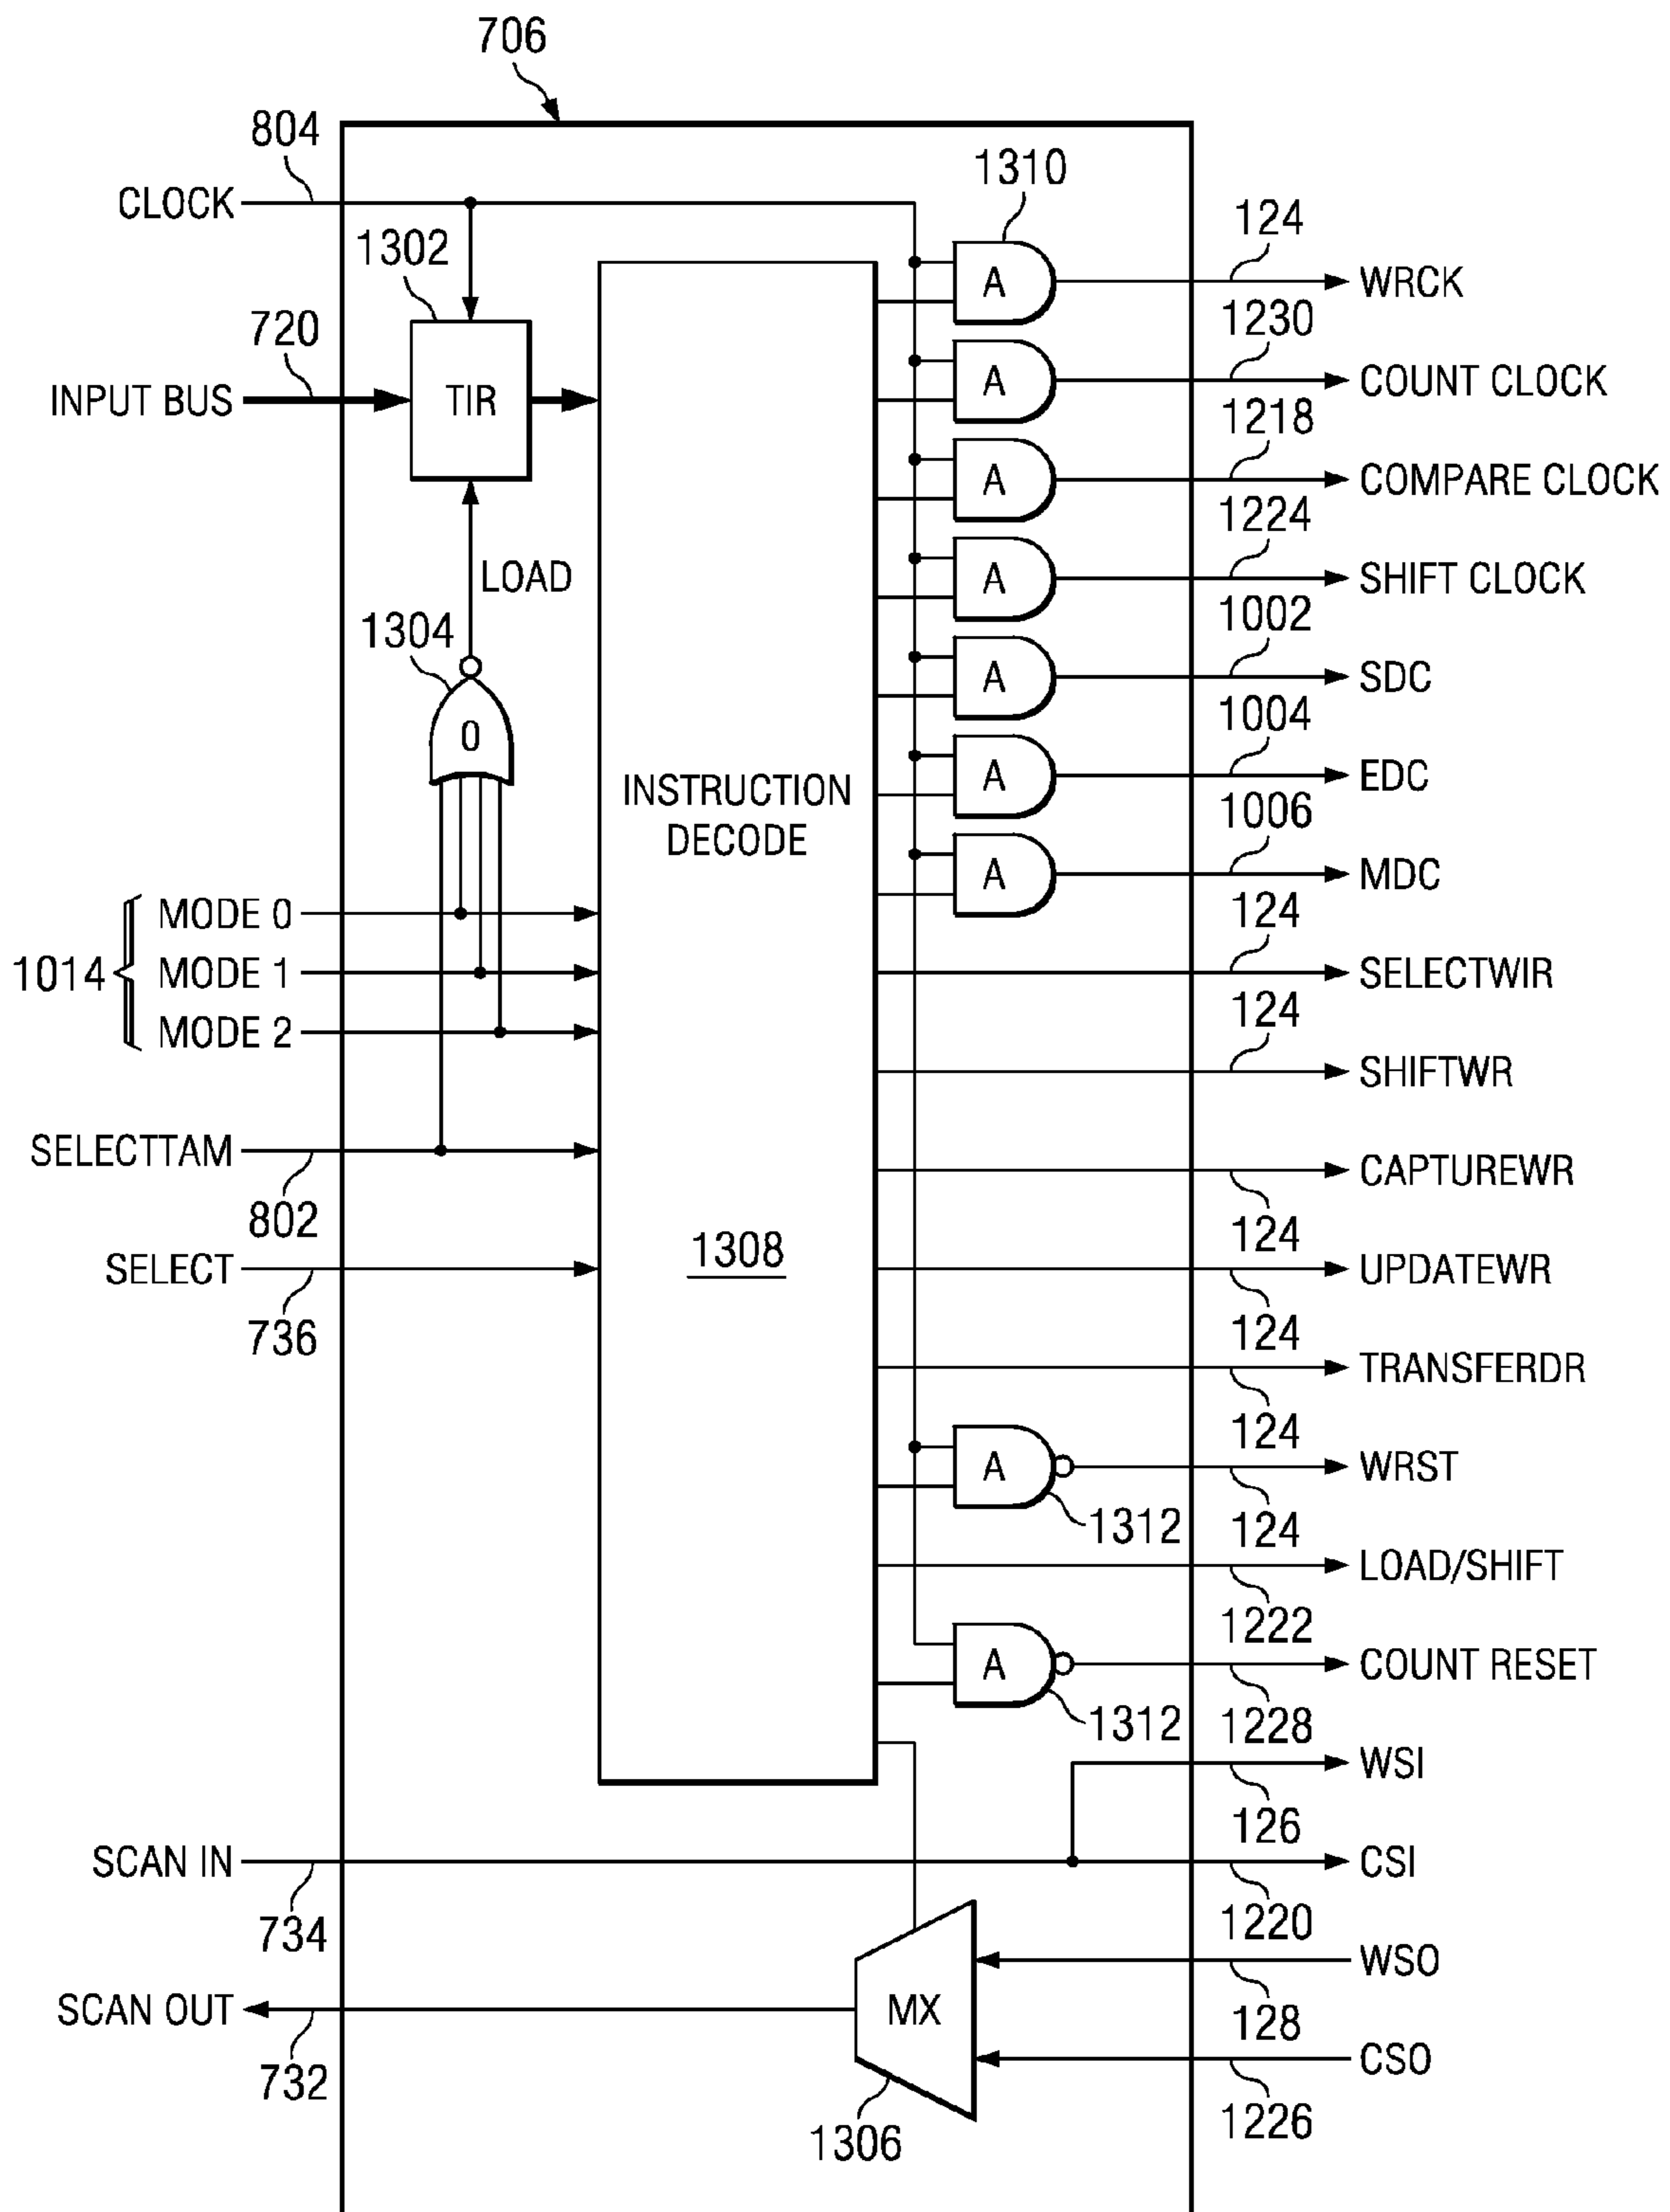 706
804
CLOCK
1310
1302
A
124
WRCK
720
INPUT BUS
TIR
A
1230
COUNT CLOCK
A
1218
COMPARE CLOCK
LOAD
A
1224
SHIFT CLOCK
1304
0
A
1002
SDC
INSTRUCTION
DECODE
A
1004
EDC
A
1006
MDC
1014
MODE 0
MODE 1
MODE 2
124
SELECTWIR
124
SHIFTWR
SELECTTAM
802
CAPTUREWR
124
SELECT
736
1308
UPDATEWR
124
TRANSFERDR
124
A
1312
WRST
124
LOAD/SHIFT
1222
A
1312
COUNT RESET
1228
WSI
126
SCAN IN
734
CSI
1220
WSO
128
SCAN OUT
732
MX
1306
CSO
1226